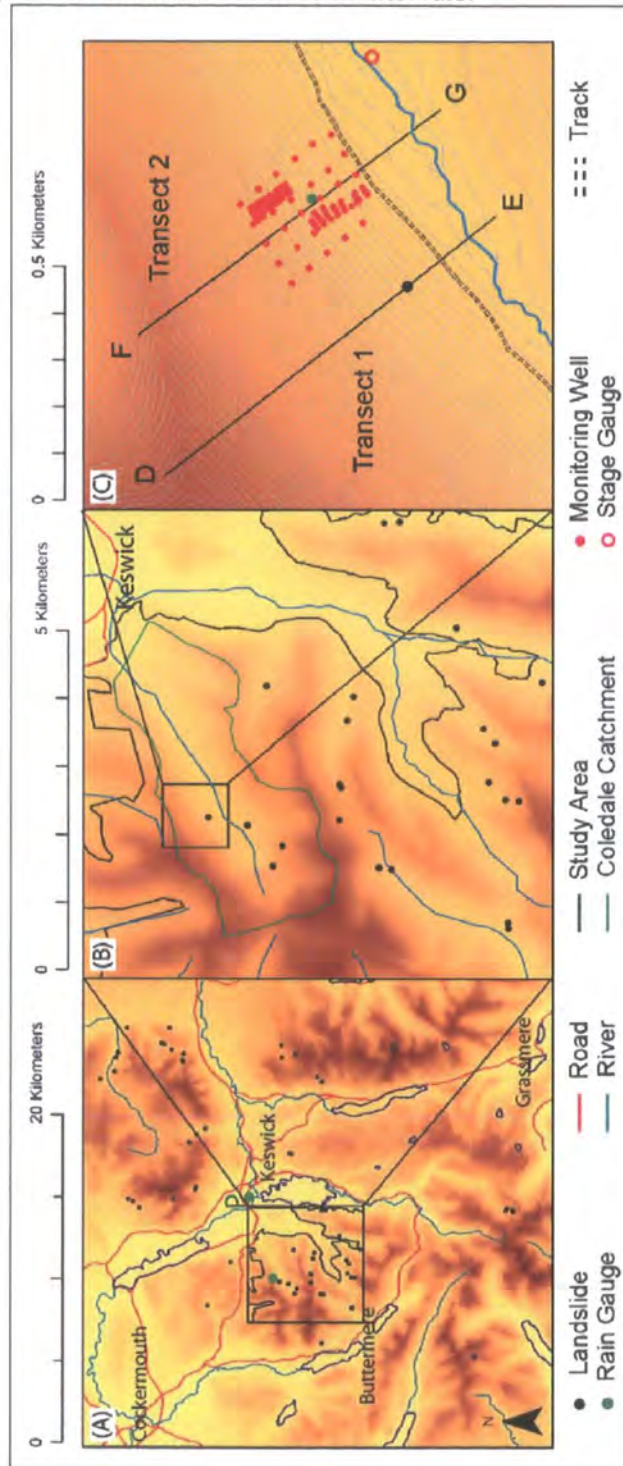 0
20 Kilometers
0
5 Kilometers
0
0.5 Kilometers
(A)
Cockermouth
P
Keswick
Buttermere
Grassmere
N
(B)
Keswick
(C)
D
F
Transect 2
Transect 1
E
G
Landslide
Rain Gauge
Road
River
Study Area
Coledale Catchment
Monitoring Well
Stage Gauge
Track